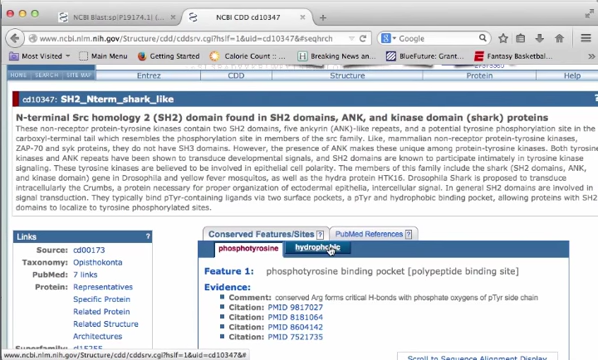 NCBI Blast:sp|P19174.1| (
NCBI CDD cd10347
www.ncbi.nlm.nih.gov/Structure/cdd/cddsrv.cgi?hslf=1&uid=cd10347&#seqhrch
Google
Most Visited
Main Menu
Getting Started
Calorie Count ...
Breaking News an...
BlueFuture: Grant...
Fantasy Basketbal...
HOME SEARCH SITE MAP
Entrez
CDD
Structure
Protein
Help
cd10347: SH2_Nterm_shark_like
N-terminal Src homology 2 (SH2) domain found in SH2 domains, ANK, and kinase domain (shark) proteins
These non-receptor protein-tyrosine kinases contain two SH2 domains, five ankyrin (ANK)-like repeats, and a potential tyrosine phosphorylation site in the
carboxyl-terminal tail which resembles the phosphorylation site in members of the src family. Like, mammalian non-receptor protein-tyrosine kinases,
ZAP-70 and syk proteins, they do not have SH3 domains. However, the presence of ANK makes these unique among protein-tyrosine kinases. Both tyrosine
kinases and ANK repeats have been shown to transduce developmental signals, and SH2 domains are known to participate intimately in tyrosine kinase
signaling. These tyrosine kinases are believed to be involved in epithelial cell polarity. The members of this family include the shark (SH2 domains, ANK,
and kinase domain) gene in Drosophila and yellow fever mosquitos, as well as the hydra protein HTK16. Drosophila Shark is proposed to transduce
intracellularly the Crumbs, a protein necessary for proper organization of ectodermal epithelia, intercellular signal. In general SH2 domains are involved in
signal transduction. They typically bind pTyr-containing ligands via two surface pockets, a pTyr and hydrophobic binding pocket, allowing proteins with SH2
domains to localize to tyrosine phosphorylated sites.
Links ?
Source: cd00173
Taxonomy: Opisthokonta
PubMed: 7 links
Protein: Representatives
Specific Protein
Related Protein
Related Structure
Architectures
Conserved Features/Sites ?
PubMed References ?
phosphotyrosine
hydrophobic
Feature 1: phosphotyrosine binding pocket [polypeptide binding site]
Evidence:
Comment: conserved Arg forms critical H-bonds with phosphate oxygens of pTyr side chain
Citation: PMID 9817027
Citation: PMID 8181064
Citation: PMID 8604142
Citation: PMID 7521735
Scroll to Sequence Alignment Display
www.ncbi.nlm.nih.gov/Structure/cdd/cddsrv.cgi?hslf=1&uid=cd10347&#